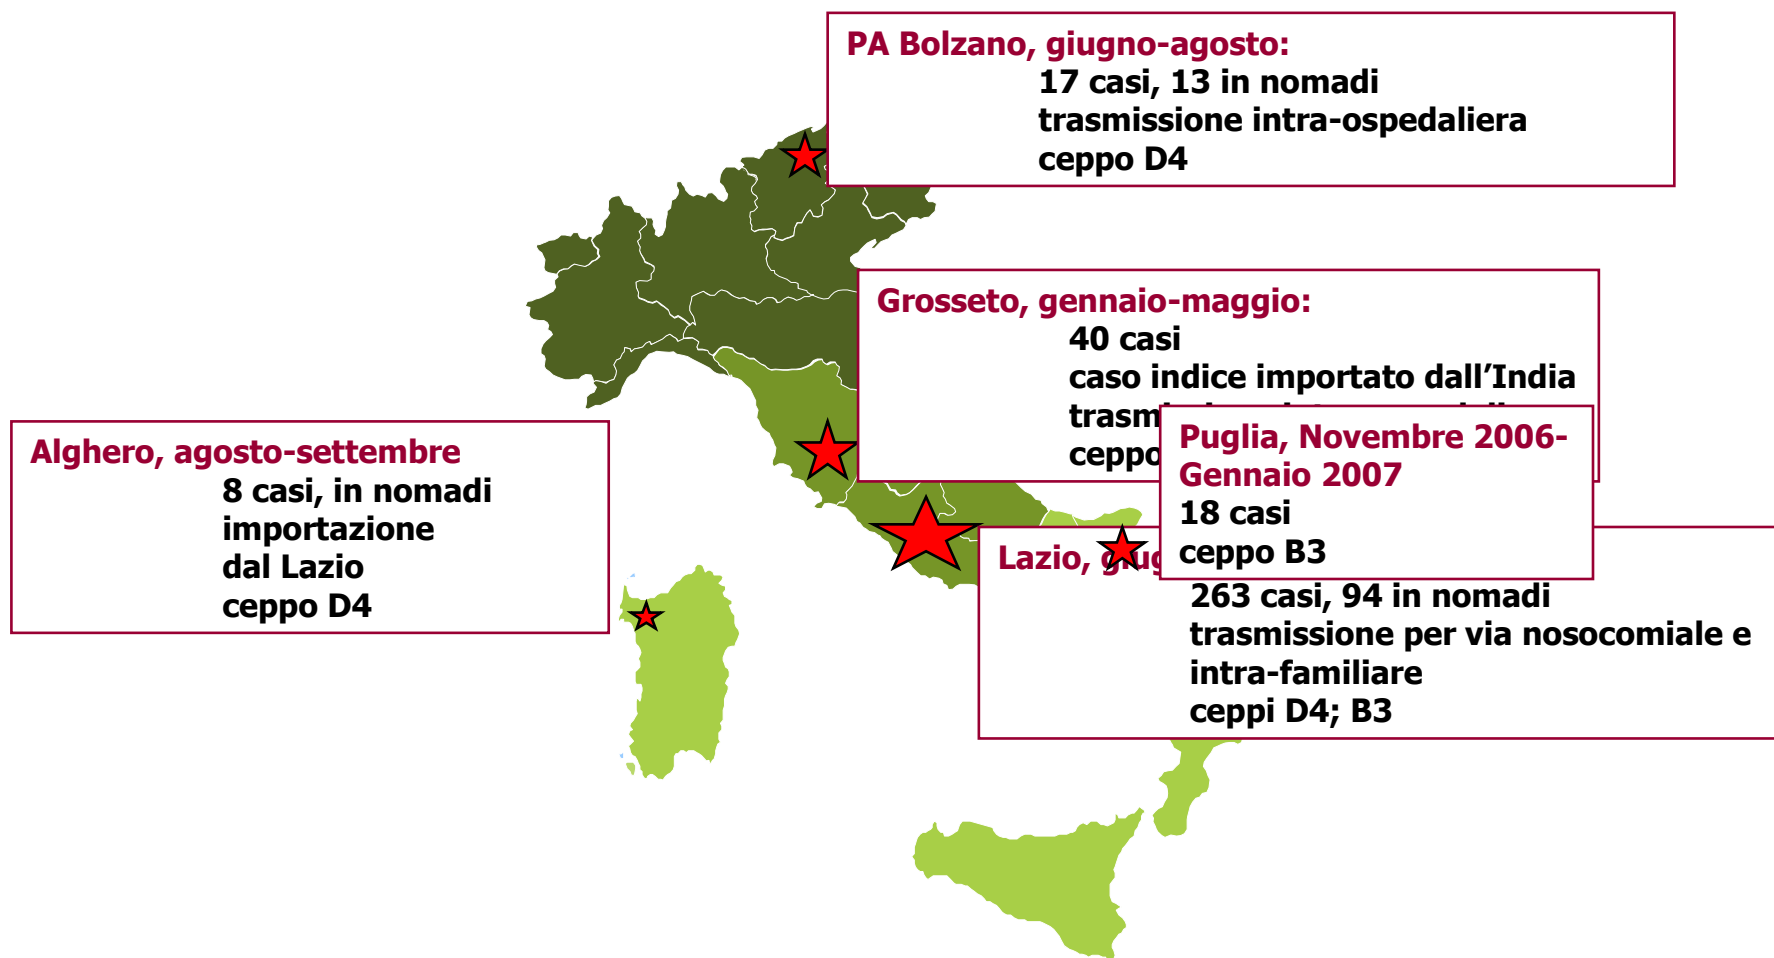 PA Bolzano, giugno-agosto:
17 casi, 13 in nomadi
trasmissione intra-ospedaliera
ceppo D4
Grosseto, gennaio-maggio:
40 casi
caso indice importato dall’India
ceppo
Alghero, agosto-settembre
8 casi, in nomadi
importazione
dal Lazio
ceppo D4
Puglia, Novembre 2006-
Gennaio 2007
18 casi
ceppo B3
Lazio,
263 casi, 94 in nomadi
trasmissione per via nosocomiale e
intra-familiare
ceppi D4; B3